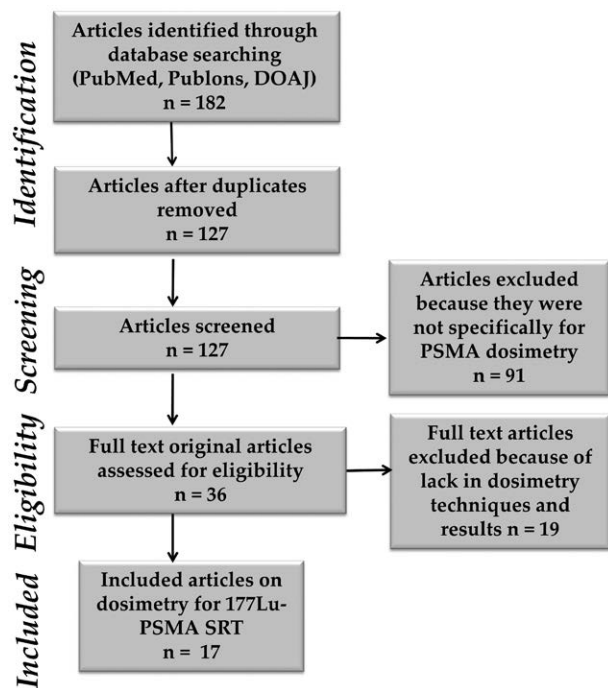 Identification
Articles identified through
database searching
(PubMed, Publons, DOAJ)
n = 182
Articles after duplicates
removed
n = 127
Screening
Articles screened
n = 127
Articles excluded
because they were
not specifically for
PSMA dosimetry
n = 91
Eligibility
Full text original articles
assessed for eligibility
n = 36
Full text articles
excluded because of
lack in dosimetry
techniques and
results n = 19
Included
Included articles on
dosimetry for 177Lu-
PSMA SRT
n = 17